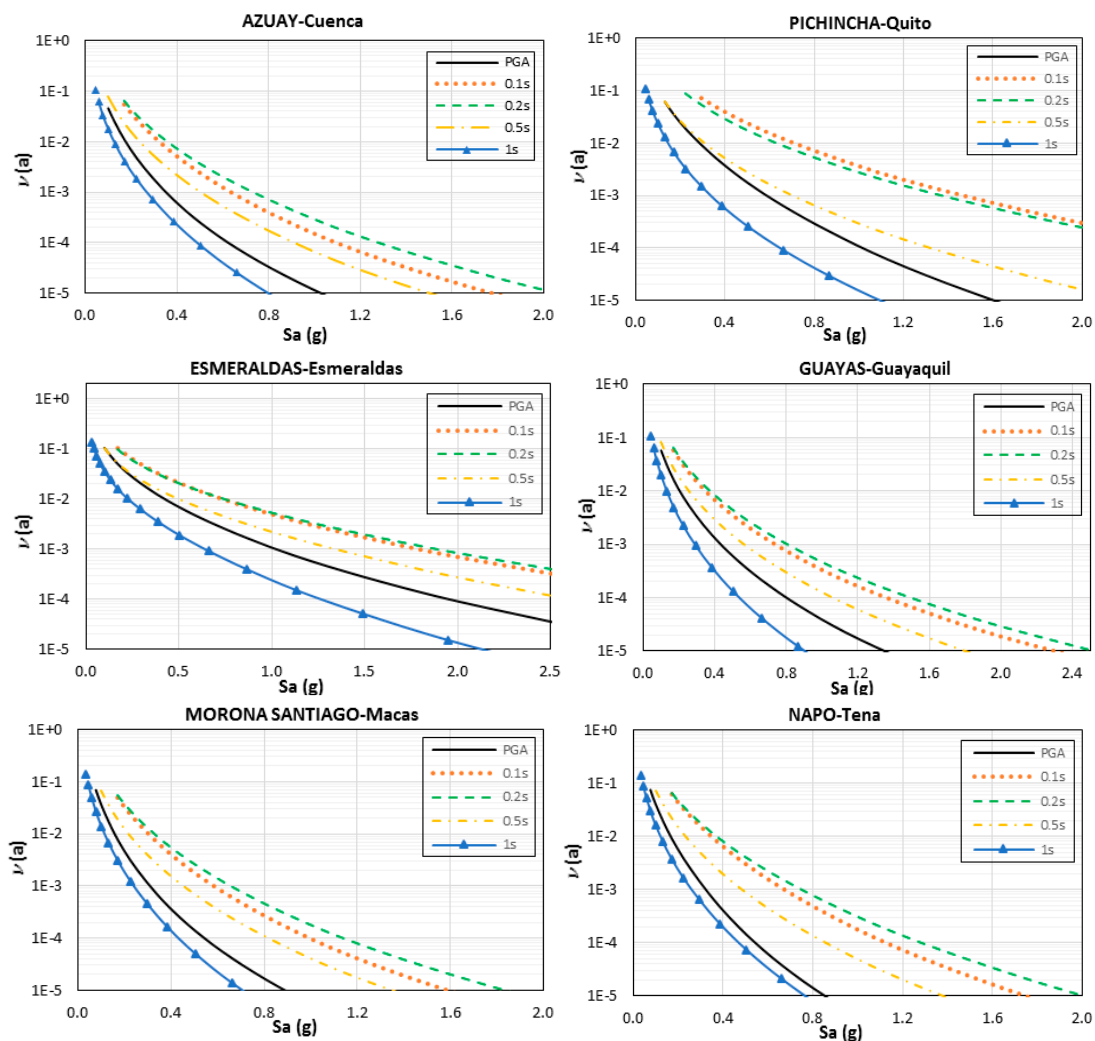 AZUAY-Cuenca
1E+0
1E-1
1E-2
1E-3
1E-4
1E-5
ν (a)
0.0 0.4 0.8 1.2 1.6 2.0
Sa (g)
PGA
0.1s
0.2s
0.5s
1s
PICHINCHA-Quito
1E+0
1E-1
1E-2
1E-3
1E-4
1E-5
ν (a)
0.0 0.4 0.8 1.2 1.6 2.0
Sa (g)
PGA
0.1s
0.2s
0.5s
1s
ESMERALDAS-Esmeraldas
1E+0
1E-1
1E-2
1E-3
1E-4
1E-5
ν (a)
0.0 0.5 1.0 1.5 2.0 2.5
Sa (g)
PGA
0.1s
0.2s
0.5s
1s
GUAYAS-Guayaquil
1E+0
1E-1
1E-2
1E-3
1E-4
1E-5
ν (a)
0.0 0.4 0.8 1.2 1.6 2.0 2.4
Sa (g)
PGA
0.1s
0.2s
0.5s
1s
MORONA SANTIAGO-Macas
1E+0
1E-1
1E-2
1E-3
1E-4
1E-5
ν (a)
0.0 0.4 0.8 1.2 1.6 2.0
Sa (g)
PGA
0.1s
0.2s
0.5s
1s
NAPO-Tena
1E+0
1E-1
1E-2
1E-3
1E-4
1E-5
ν (a)
0.0 0.4 0.8 1.2 1.6 2.0
Sa (g)
PGA
0.1s
0.2s
0.5s
1s